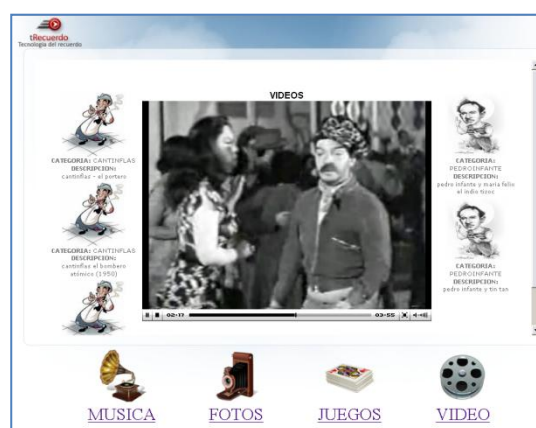 tRecuerdo
Tecnología del recuerdo
VIDEOS
CATEGORIA: CANTINFLAS
DESCRIPCION:
cantinflas - el portero
CATEGORIA: CANTINFLAS
DESCRIPCION:
cantinflas el bombero
atómico (1950)
02-17
03-55
CATEGORIA:
PEDROINFANTE
DESCRIPCION:
pedro infante y maria felix
el indio tizoc
CATEGORIA:
PEDROINFANTE
DESCRIPCION:
pedro infante y tin tan
MUSICA
FOTOS
JUEGOS
VIDEO